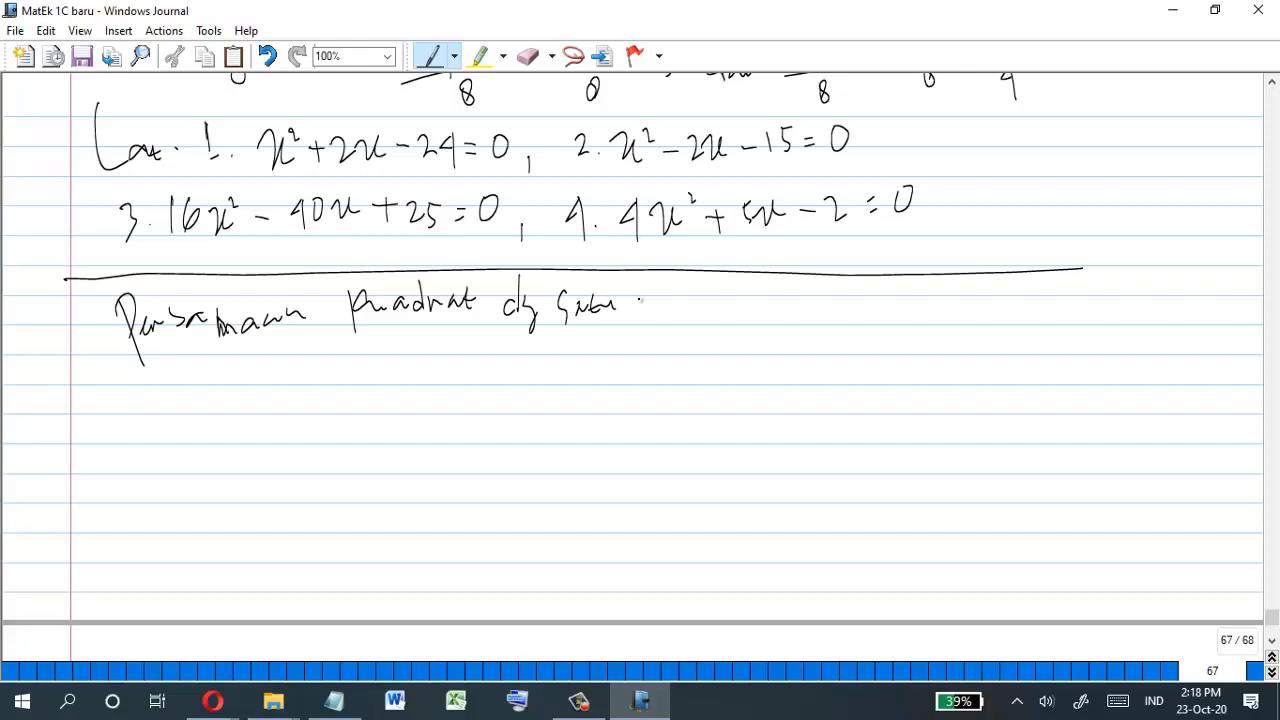 MatEk 1C baru - Windows Journal
File Edit View Insert Actions Tools Help
100%
8 8
Lat. 1. x² + 2x - 24 = 0, 2. x² - 2x - 15 = 0
3. 16x² - 40x + 25 = 0, 4. 4x² + 5x - 2 = 0
Persamaan kuadrat dg
67 / 68
67
39% IND 2:18 PM
23-Oct-20